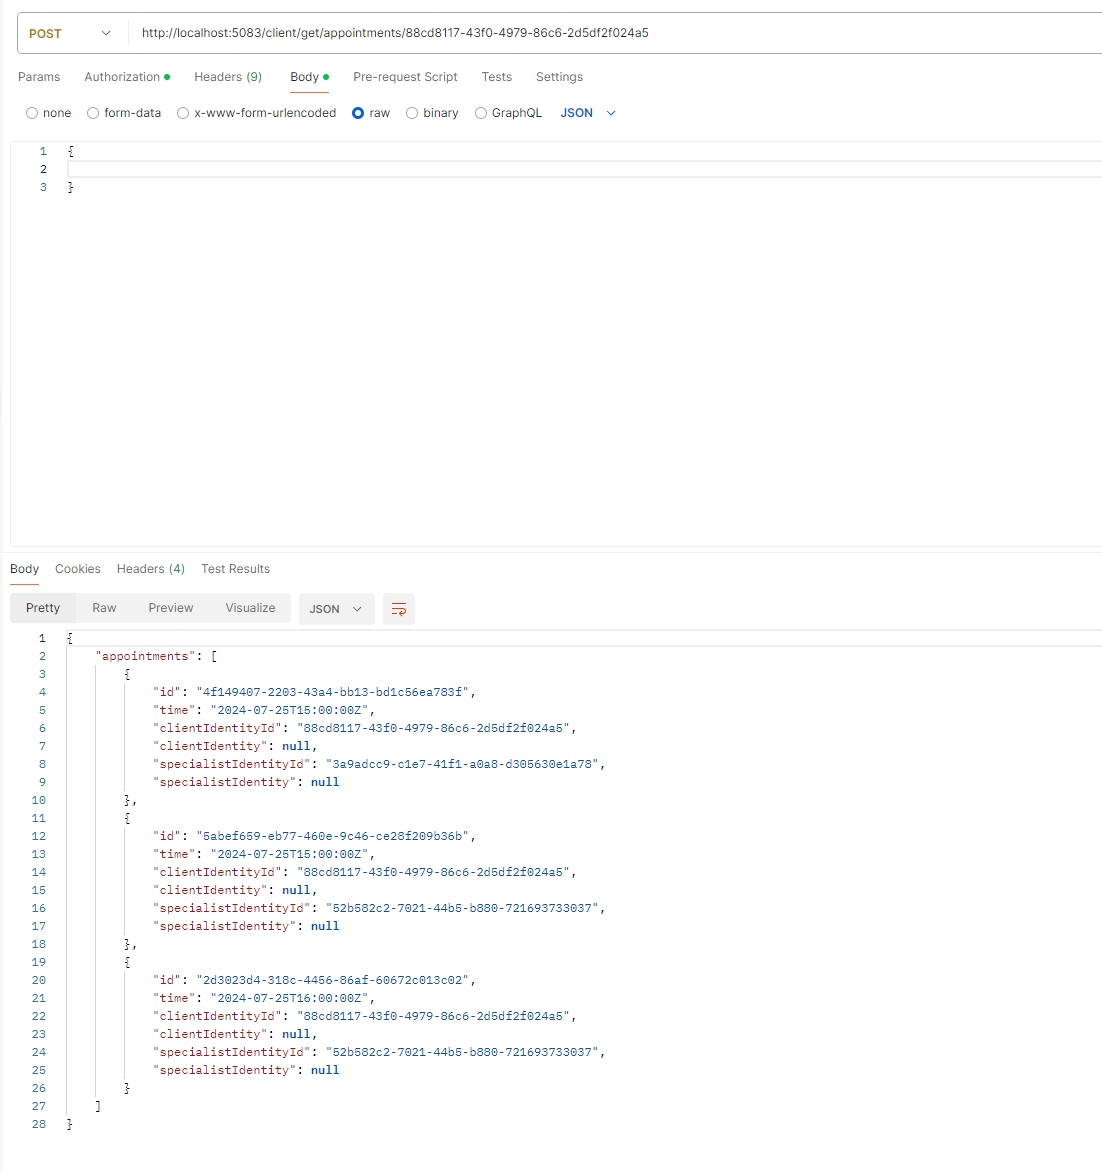 POST http://localhost:5083/client/get/appointments/88cd8117-43f0-4979-86c6-2d5df2f024a5
Params Authorization Headers (9) Body Pre-request Script Tests Settings
none form-data x-www-form-urlencoded raw binary GraphQL JSON
1 {
2
3 }
Body Cookies Headers (4) Test Results
Pretty Raw Preview Visualize JSON
1 {
2 "appointments": [
3 {
4 "id": "4f149407-2203-43a4-bb13-bd1c56ea783f",
5 "time": "2024-07-25T15:00:00Z",
6 "clientIdentityId": "88cd8117-43f0-4979-86c6-2d5df2f024a5",
7 "clientIdentity": null,
8 "specialistIdentityId": "3a9adcc9-c1e7-41f1-a0a8-d305630e1a78",
9 "specialistIdentity": null
10 },
11 {
12 "id": "5abef659-eb77-460e-9c46-ce28f209b36b",
13 "time": "2024-07-25T15:00:00Z",
14 "clientIdentityId": "88cd8117-43f0-4979-86c6-2d5df2f024a5",
15 "clientIdentity": null,
16 "specialistIdentityId": "52b582c2-7021-44b5-b880-721693733037",
17 "specialistIdentity": null
18 },
19 {
20 "id": "2d3023d4-318c-4456-86af-60672c013c02",
21 "time": "2024-07-25T16:00:00Z",
22 "clientIdentityId": "88cd8117-43f0-4979-86c6-2d5df2f024a5",
23 "clientIdentity": null,
24 "specialistIdentityId": "52b582c2-7021-44b5-b880-721693733037",
25 "specialistIdentity": null
26 }
27 ]
28 }